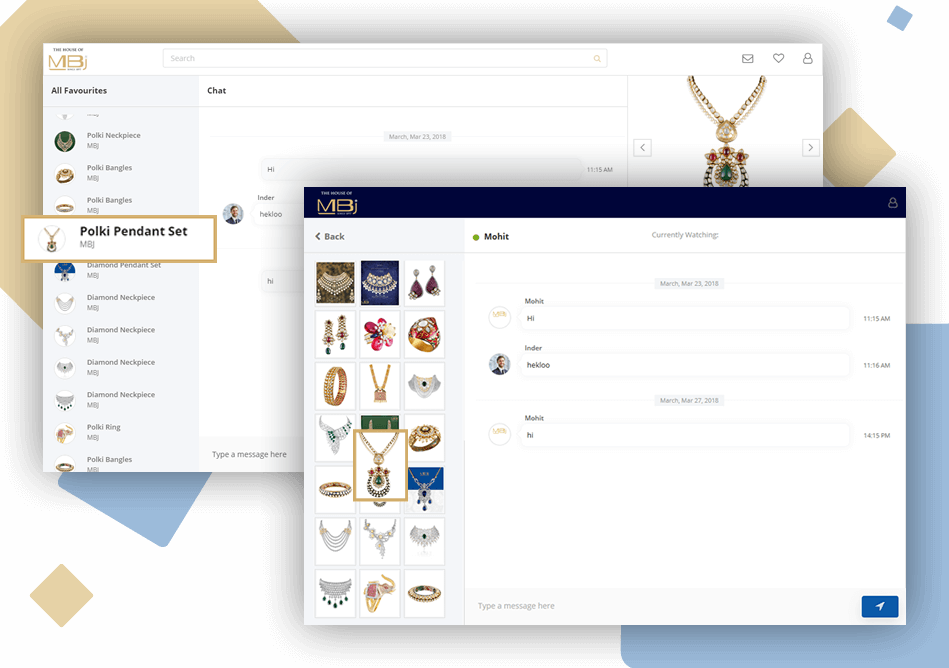 THE HOUSE OF
MBj
Search
All Favourites
Chat
Polki Neckpiece
MBJ
Polki Bangles
MBJ
Polki Bangles
MBJ
Polki Pendant Set
MBJ
Diamond Pendant Set
MBJ
Diamond Neckpiece
MBJ
Diamond Neckpiece
MBJ
Diamond Neckpiece
MBJ
Diamond Neckpiece
MBJ
Polki Ring
MBJ
Polki Bangles
MBJ
March, Mar 23, 2018
Hi
11:15 AM
Inder
hekloo
hi
Type a message here
THE HOUSE OF
MBj
Back
Mohit
Currently Watching:
March, Mar 23, 2018
Mohit
Hi
11:15 AM
Inder
hekloo
11:16 AM
March, Mar 27, 2018
Mohit
hi
14:15 PM
Type a message here